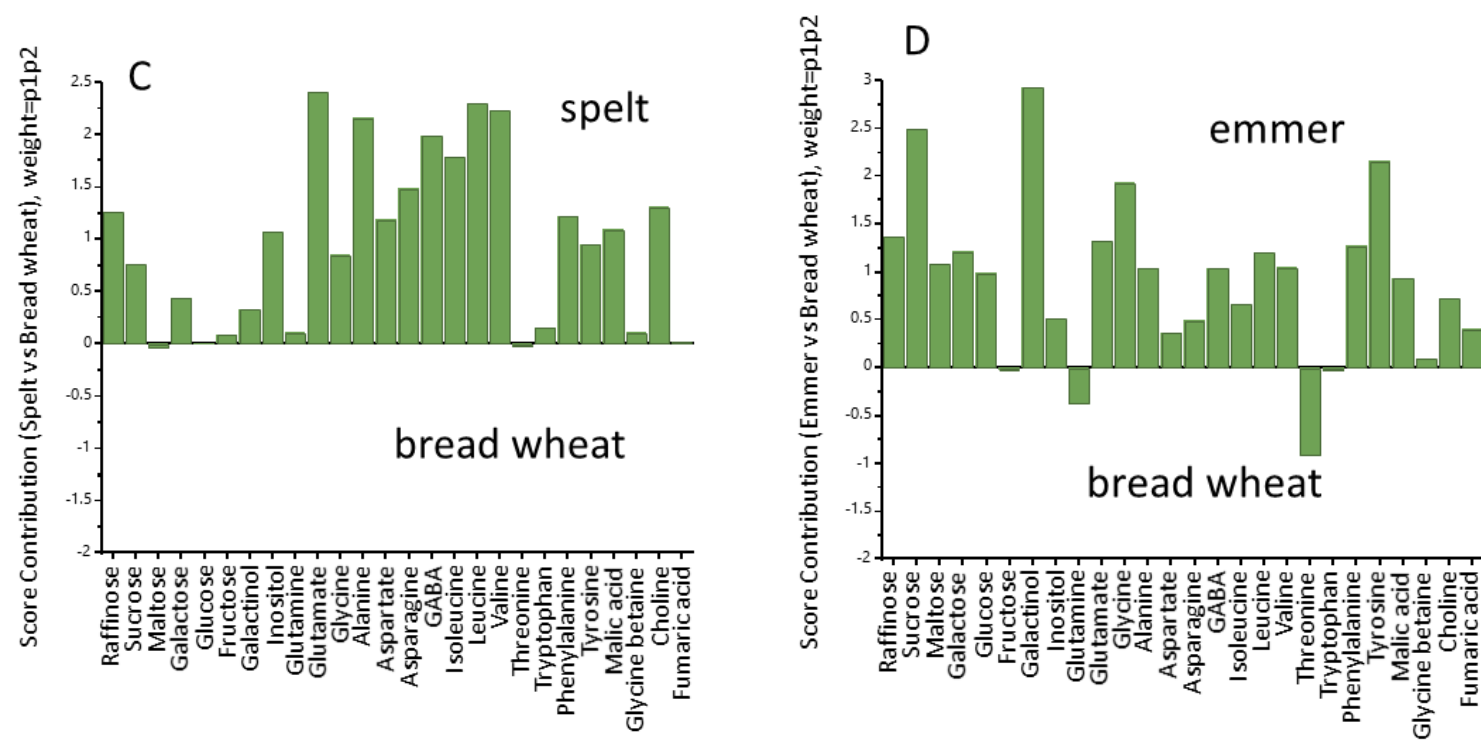 C
spelt
bread wheat
Score Contribution (Spelt vsBread wheat), weight=p1p2
2.5
2
1.5
1
0.5
0
-0.5
-1
-1.5
-2
Raffinose
Sucrose
Maltose
Galactose
Glucose
Fructose
Galactinol
Inositol
Glutamine
Glutamate
Glycine
Alanine
Aspartate
Asparagine
GABA
Isoleucine
Leucine
Valine
Threonine
Tryptophan
Phenylalanine
Tyrosine
Malic acid
Glycine betaine
Choline
Fumaric acid
D
emmer
bread wheat
Score Contribution (Emmer vsBread wheat), weight=p1p2
3
2.5
2
1.5
1
0.5
0
-0.5
-1
-1.5
-2
Raffinose
Sucrose
Maltose
Galactose
Glucose
Fructose
Galactinol
Inositol
Glutamine
Glutamate
Glycine
Alanine
Aspartate
Asparagine
GABA
Isoleucine
Leucine
Valine
Threonine
Tryptophan
Phenylalanine
Tyrosine
Malic acid
Glycine betaine
Choline
Fumaric acid